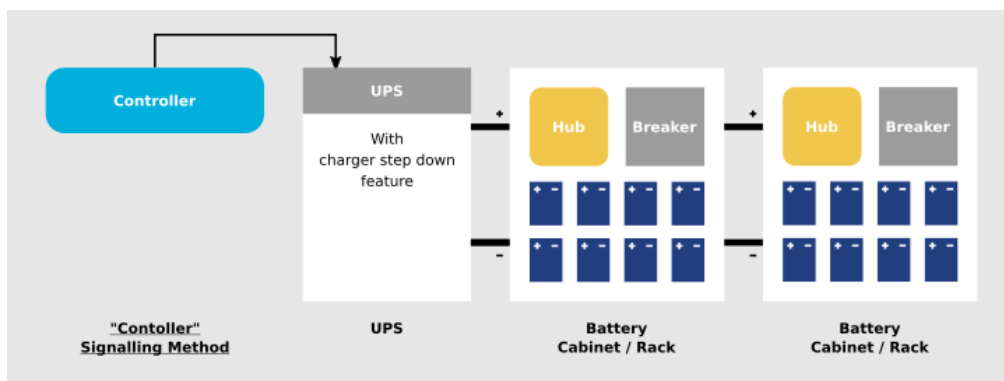 Controller
UPS
With
charger step down
feature
+
−
Hub
Breaker
+ − + − + − + −
+ − + − + − + −
+
−
Hub
Breaker
+ − + − + − + −
+ − + − + − + −
"Contoller"
Signalling Method
UPS
Battery
Cabinet / Rack
Battery
Cabinet / Rack